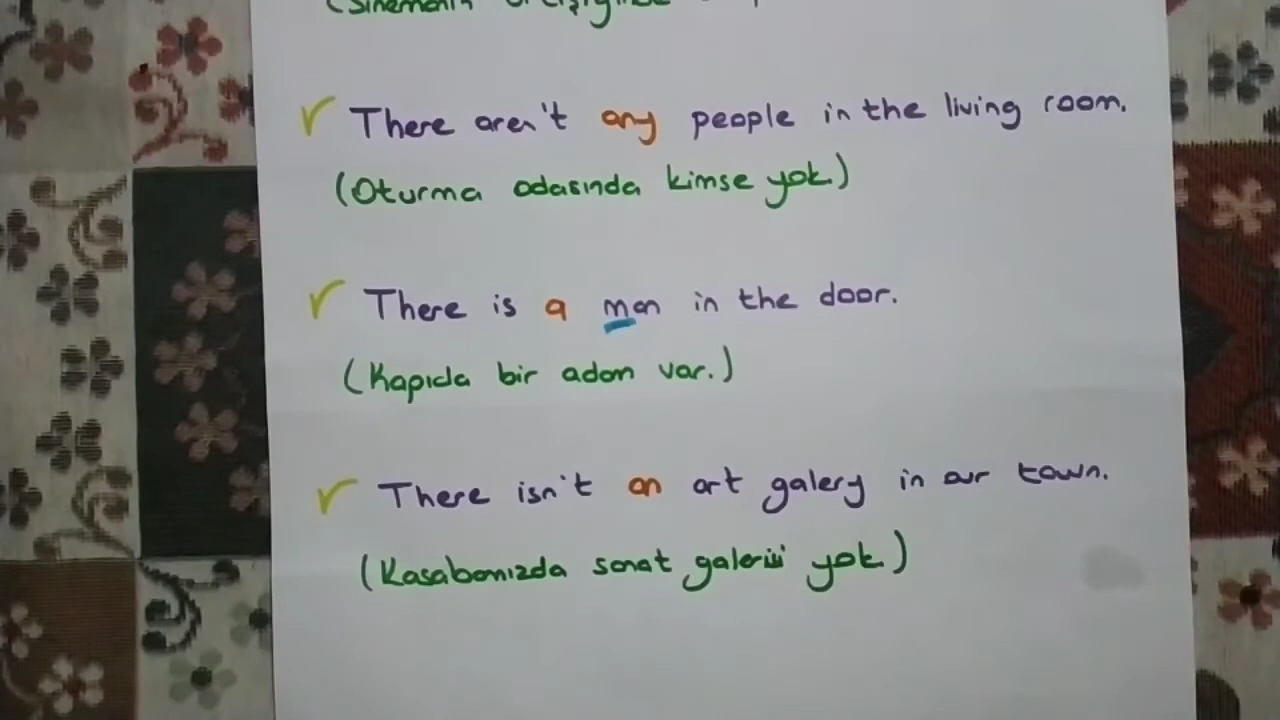 There aren't any people in the living room.
(Oturma odasında kimse yok)
There is a man in the door.
(Kapıda bir adam var.)
There isn't an art galery in our town.
(Kasabamızda sanat galerisi yok)